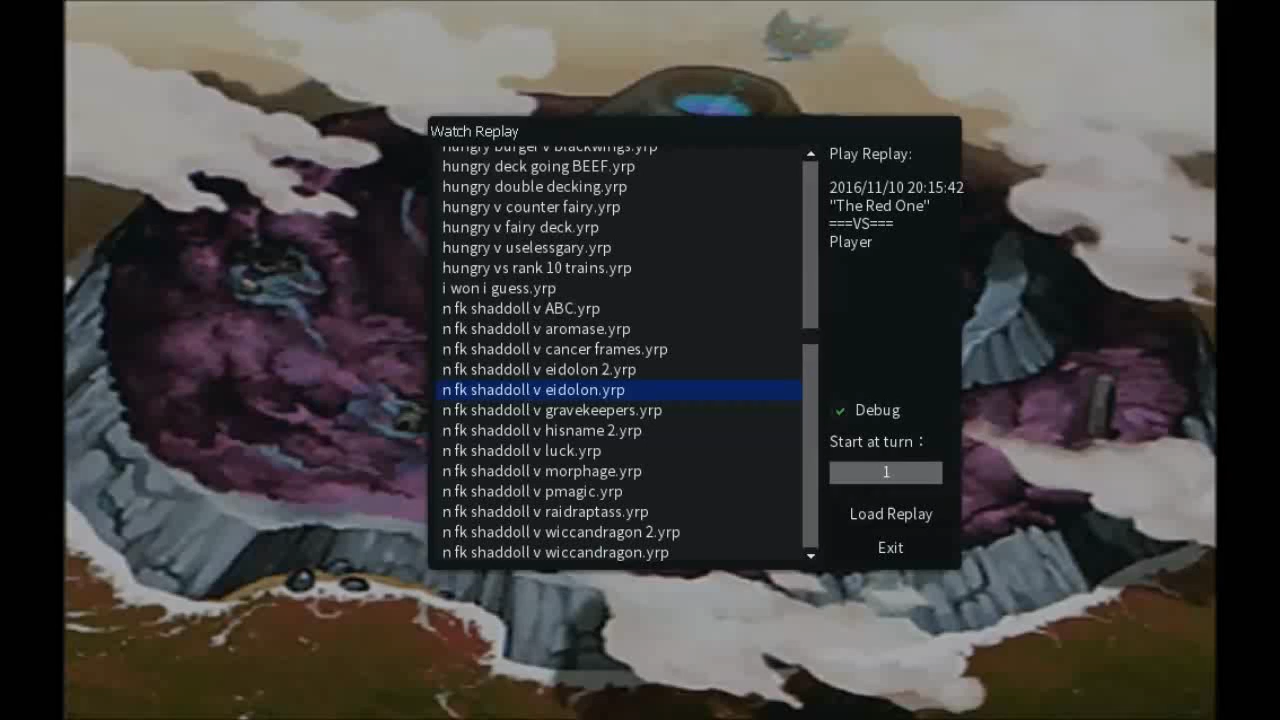 Watch Replay
hungry burger v blackwings.yrp
hungry deck going BEEF.yrp
hungry double decking.yrp
hungry v counter fairy.yrp
hungry v fairy deck.yrp
hungry v uselessgary.yrp
hungry vs rank 10 trains.yrp
i won i guess.yrp
n fk shaddoll v ABC.yrp
n fk shaddoll v aromase.yrp
n fk shaddoll v cancer frames.yrp
n fk shaddoll v eidolon 2.yrp
n fk shaddoll v eidolon.yrp
n fk shaddoll v gravekeepers.yrp
n fk shaddoll v hisname 2.yrp
n fk shaddoll v luck.yrp
n fk shaddoll v morphage.yrp
n fk shaddoll v pmagic.yrp
n fk shaddoll v raidraptass.yrp
n fk shaddoll v wiccandragon 2.yrp
n fk shaddoll v wiccandragon.yrp
Play Replay:
2016/11/10 20:15:42
"The Red One"
===VS===
Player
Debug
Start at turn :
1
Load Replay
Exit